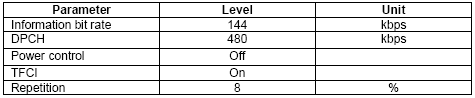 Parameter Level Unit
Information bit rate 144 kbps
DPCH 480 kbps
Power control Off
TFCI On
Repetition 8 %